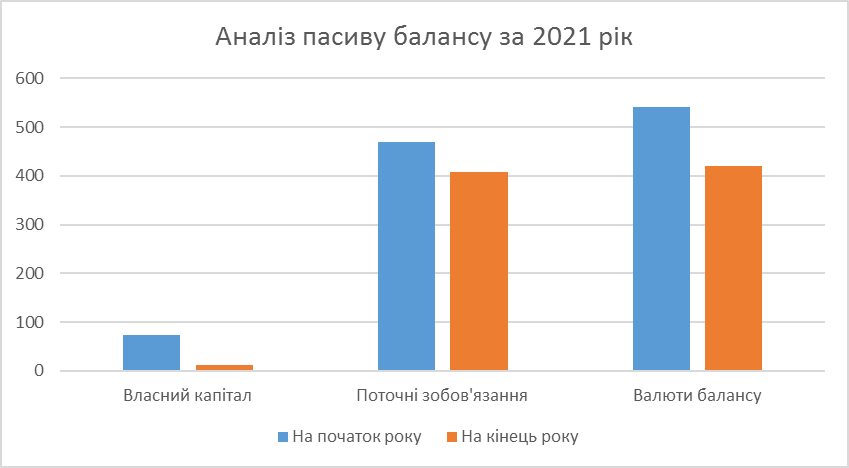 Аналіз пасиву балансу за 2021 рік
600
500
400
300
200
100
0
Власний капітал
Поточні зобов'язання
Валюти балансу
На початок року
На кінець року